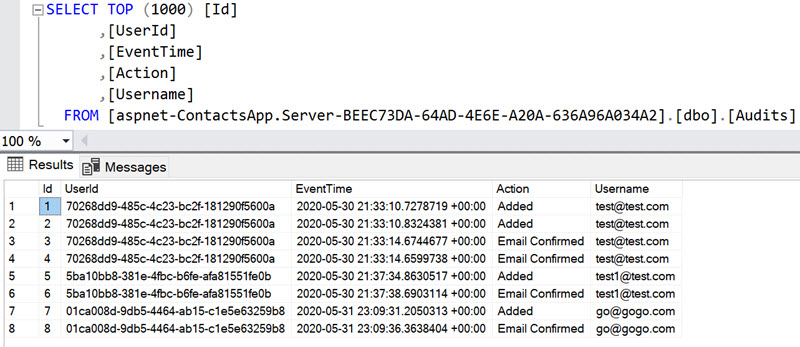 SELECT TOP (1000) [Id]
,[UserId]
,[EventTime]
,[Action]
,[Username]
FROM [aspnet-ContactsApp.Server-BEEC73DA-64AD-4E6E-A20A-636A96A034A2].[dbo].[Audits]
100 %
Results Messages
Id UserId EventTime Action Username
1 1 70268dd9-485c-4c23-bc2f-181290f5600a 2020-05-30 21:33:10.7278719 +00:00 Added test@test.com
2 2 70268dd9-485c-4c23-bc2f-181290f5600a 2020-05-30 21:33:10.8324381 +00:00 Added test@test.com
3 3 70268dd9-485c-4c23-bc2f-181290f5600a 2020-05-30 21:33:14.6744677 +00:00 Email Confirmed test@test.com
4 4 70268dd9-485c-4c23-bc2f-181290f5600a 2020-05-30 21:33:14.6599738 +00:00 Email Confirmed test@test.com
5 5 5ba10bb8-381e-4fbc-b6fe-afa81551fe0b 2020-05-30 21:37:34.8630517 +00:00 Added test1@test.com
6 6 5ba10bb8-381e-4fbc-b6fe-afa81551fe0b 2020-05-30 21:37:38.6903114 +00:00 Email Confirmed test1@test.com
7 7 01ca008d-9db5-4464-ab15-c1e5e63259b8 2020-05-31 23:09:31.2050313 +00:00 Added go@gogo.com
8 8 01ca008d-9db5-4464-ab15-c1e5e63259b8 2020-05-31 23:09:36.3638404 +00:00 Email Confirmed go@gogo.com